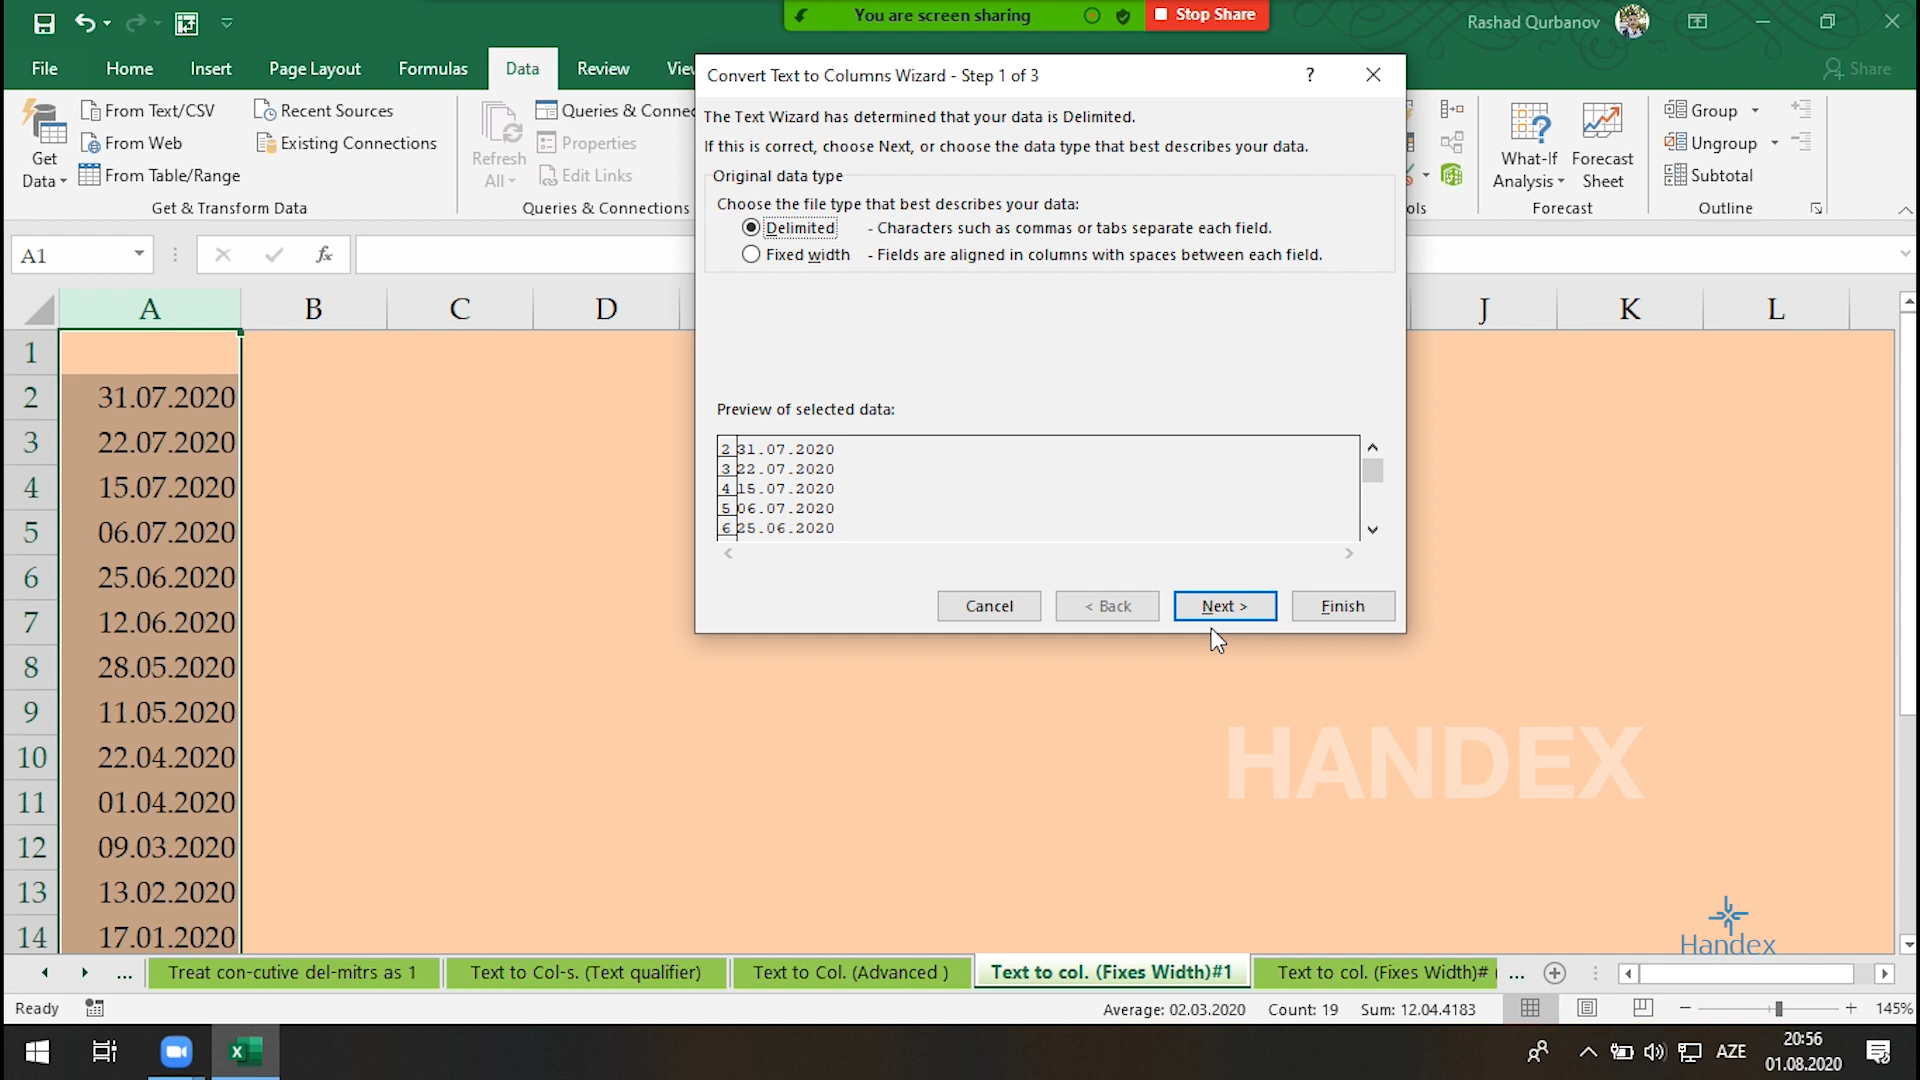 You are screen sharing
Stop Share
Rashad Qurbanov
File
Home
Insert
Page Layout
Formulas
Data
Review
Share
Get
Data
From Text/CSV
From Web
From Table/Range
Recent Sources
Existing Connections
Get & Transform Data
Refresh
All
Queries & Connec
Properties
Edit Links
Queries & Connections
What-If
Analysis
Forecast
Sheet
Forecast
Group
Ungroup
Subtotal
Outline
Convert Text to Columns Wizard - Step 1 of 3
The Text Wizard has determined that your data is Delimited.
If this is correct, choose Next, or choose the data type that best describes your data.
Original data type
Choose the file type that best describes your data:
Delimited - Characters such as commas or tabs separate each field.
Fixed width - Fields are aligned in columns with spaces between each field.
Preview of selected data:
2 31.07.2020
3 22.07.2020
4 15.07.2020
5 06.07.2020
6 25.06.2020
Cancel
< Back
Next >
Finish
A1
fx
A B C D J K L
1
2 31.07.2020
3 22.07.2020
4 15.07.2020
5 06.07.2020
6 25.06.2020
7 12.06.2020
8 28.05.2020
9 11.05.2020
10 22.04.2020
11 01.04.2020
12 09.03.2020
13 13.02.2020
14 17.01.2020
HANDEX
Handex
...
Treat con-cutive del-mitrs as 1
Text to Col-s. (Text qualifier)
Text to Col. (Advanced )
Text to col. (Fixes Width)#1
Text to col. (Fixes Width)#
...
Ready
Average: 02.03.2020
Count: 19
Sum: 12.04.4183
145%
AZE
20:56
01.08.2020